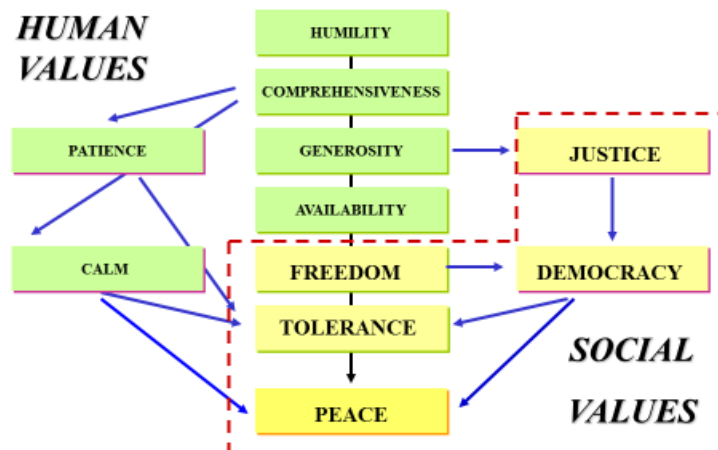 HUMAN
VALUES
HUMILITY
COMPREHENSIVENESS
PATIENCE
GENEROSITY
JUSTICE
AVAILABILITY
CALM
FREEDOM
DEMOCRACY
TOLERANCE
SOCIAL
VALUES
PEACE